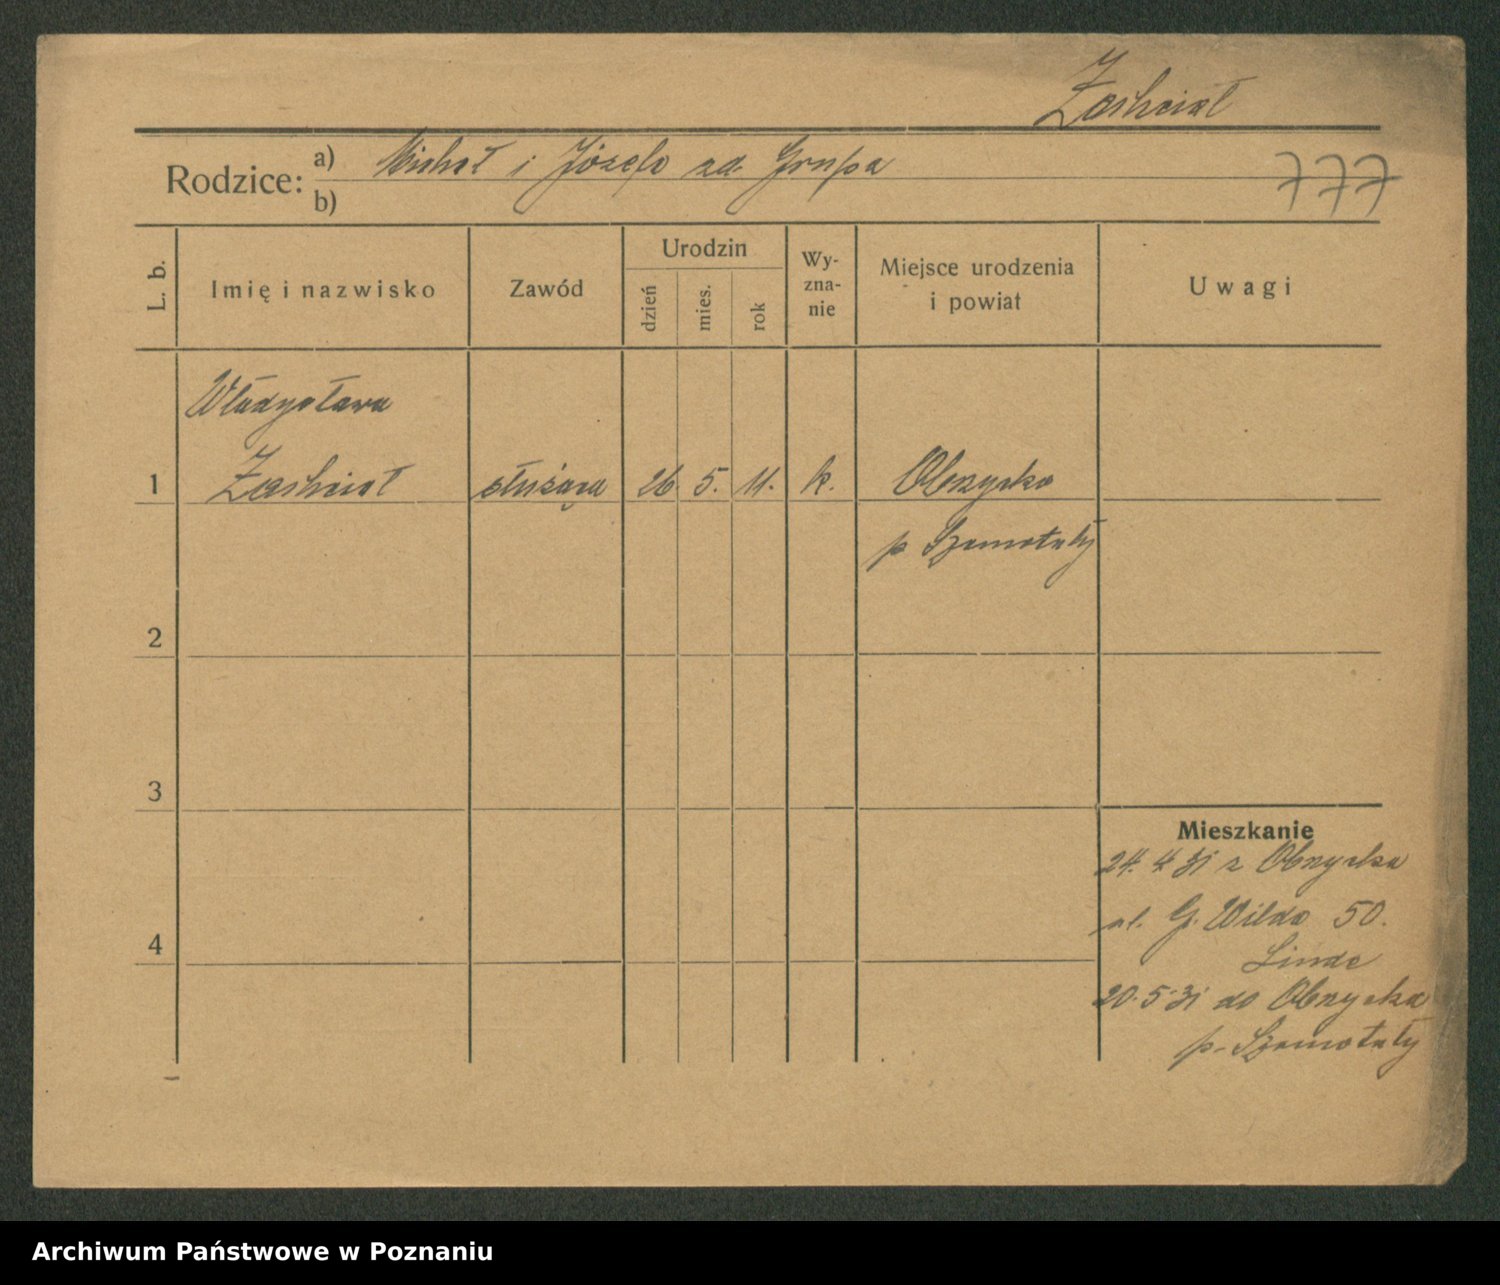 Michał i Józefa zd. Grupa
Rodzice: a)
b)
777
L. b.
Imię i nazwisko
Zawód
Urodzin
dzień
mies.
rok
Wy-
zna-
nie
Miejsce urodzenia
i powiat
Uwagi
Władysława
1 służąca 26. 5. 11. k. Obrzycko
p Szamotuły
2
3
Mieszkanie
24. 4. 31 z Obrzycka
ul. G. Wilda 50.
4
Linde
20. 5. 31 do Obrzycka
p. Szamotuły
Archiwum Państwowe w Poznaniu